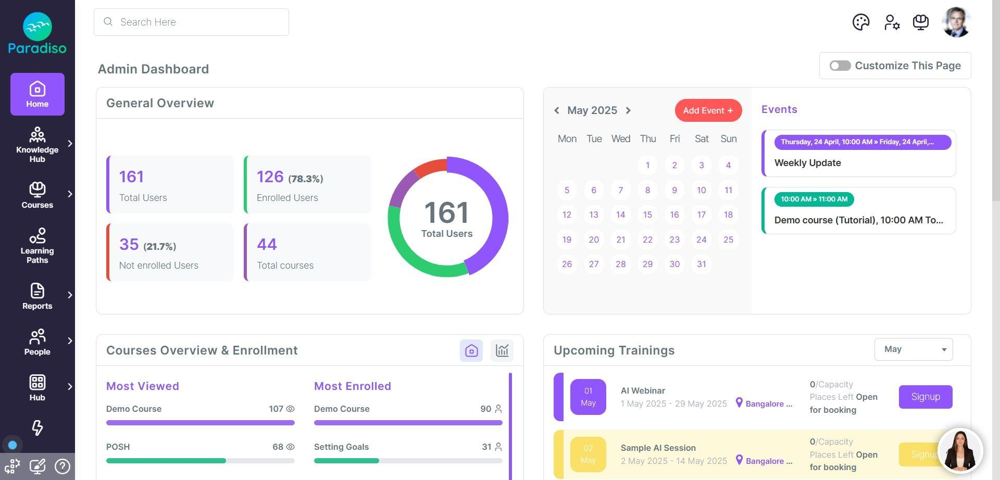 Paradiso
Home
Knowledge
Hub
Courses
Learning
Paths
Reports
People
Hub
Search Here
Admin Dashboard
Customize This Page
General Overview
161
Total Users
126 (78.3%)
Enrolled Users
35 (21.7%)
Not enrolled Users
44
Total courses
161
Total Users
May 2025
Add Event +
Mon Tue Wed Thu Fri Sat Sun
1 2 3 4
5 6 7 8 9 10 11
12 13 14 15 16 17 18
19 20 21 22 23 24 25
26 27 28 29 30 31
Events
Thursday, 24 April, 10:00 AM » Friday, 24 April,...
Weekly Update
10:00 AM » 11:00 AM
Demo course (Tutorial), 10:00 AM To...
Courses Overview & Enrollment
Most Viewed
Demo Course 107
POSH 68
Most Enrolled
Demo Course 90
Setting Goals 31
Upcoming Trainings
May
01
May
AI Webinar
1 May 2025 - 29 May 2025
Bangalore ...
0/Capacity
Places Left Open
for booking
Signup
02
May
Sample AI Session
2 May 2025 - 14 May 2025
Bangalore ...
0/Capacity
Places Left Open
for booking
Signup